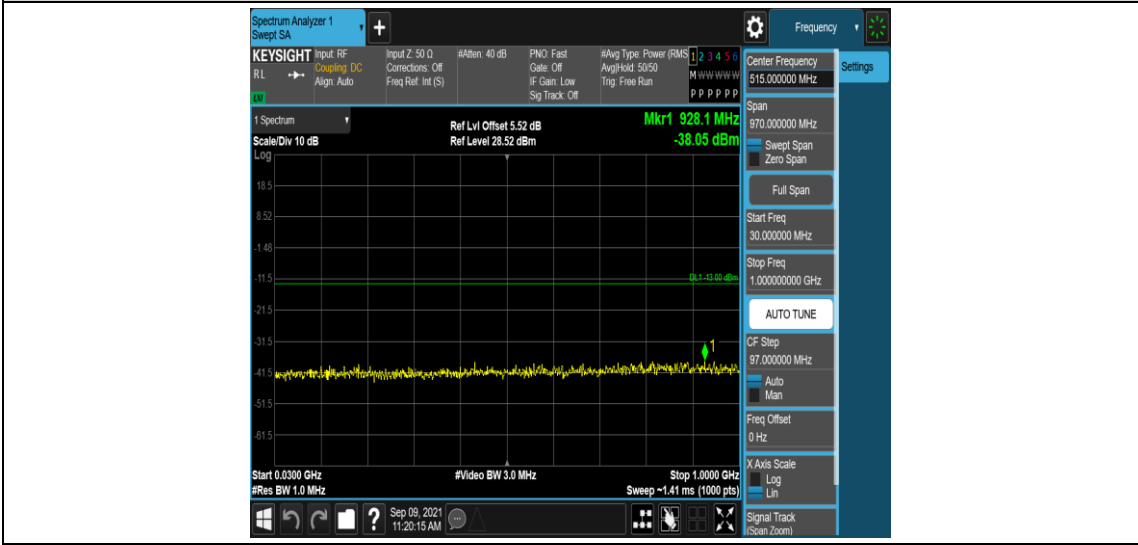 Spectrum Analyzer 1
Swept SA
Frequency
KEYSIGHT
RL
Input: RF
Coupling: DC
Align: Auto
Input Z: 50 Ω
Corrections: Off
Freq Ref: Int (S)
#Atten: 40 dB
PNO: Fast
Gate: Off
IF Gain: Low
Sig Track: Off
#Avg Type: Power (RMS
Avg|Hold: 50/50
Trig: Free Run
1 2 3 4 5 6
M W W W W W
P P P P P P
1 Spectrum
Scale/Div 10 dB
Log
Ref Lvl Offset 5.52 dB
Ref Level 28.52 dBm
Mkr1 928.1 MHz
-38.05 dBm
18.5
8.52
-1.48
-11.5
-21.5
-31.5
-41.5
-51.5
-61.5
DL1 -13.00 dBm
1
Start 0.0300 GHz
#Res BW 1.0 MHz
#Video BW 3.0 MHz
Stop 1.0000 GHz
Sweep ~1.41 ms (1000 pts)
Sep 09, 2021
11:20:15 AM
?
Settings
Center Frequency
515.000000 MHz
Span
970.000000 MHz
Swept Span
Zero Span
Full Span
Start Freq
30.000000 MHz
Stop Freq
1.000000000 GHz
AUTO TUNE
CF Step
97.000000 MHz
Auto
Man
Freq Offset
0 Hz
X Axis Scale
Log
Lin
Signal Track
(Span Zoom)